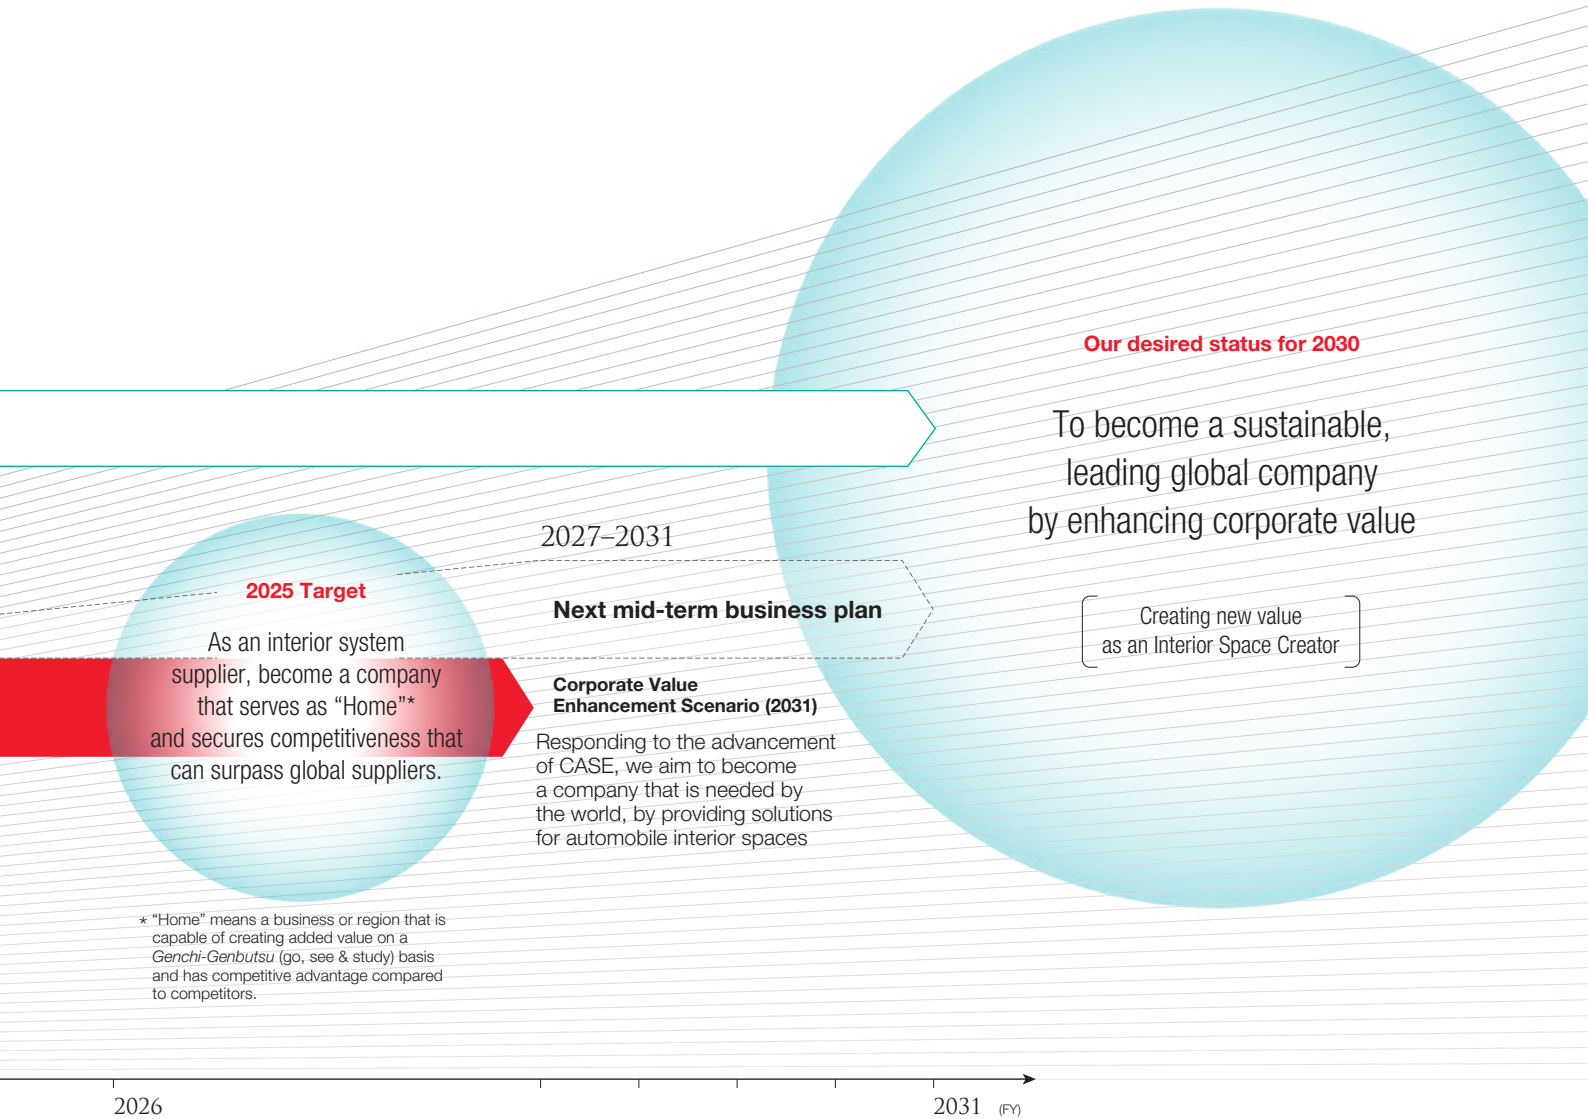 Our desired status for 2030
To become a sustainable,
leading global company
by enhancing corporate value
Creating new value
as an Interior Space Creator
2025 Target
As an interior system
supplier, become a company
that serves as “Home”*
and secures competitiveness that
can surpass global suppliers.
2027–2031
Next mid-term business plan
Corporate Value
Enhancement Scenario (2031)
Responding to the advancement
of CASE, we aim to become
a company that is needed by
the world, by providing solutions
for automobile interior spaces
* “Home” means a business or region that is
capable of creating added value on a
Genchi-Genbutsu (go, see & study) basis
and has competitive advantage compared
to competitors.
2026
2031 (FY)